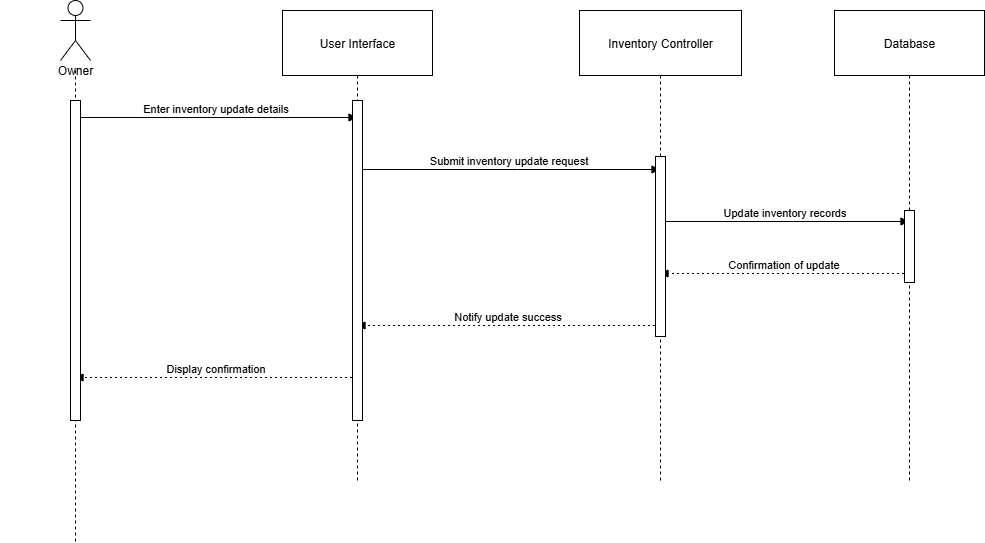 Owner
User Interface
Inventory Controller
Database
Enter inventory update details
Submit inventory update request
Update inventory records
Confirmation of update
Notify update success
Display confirmation